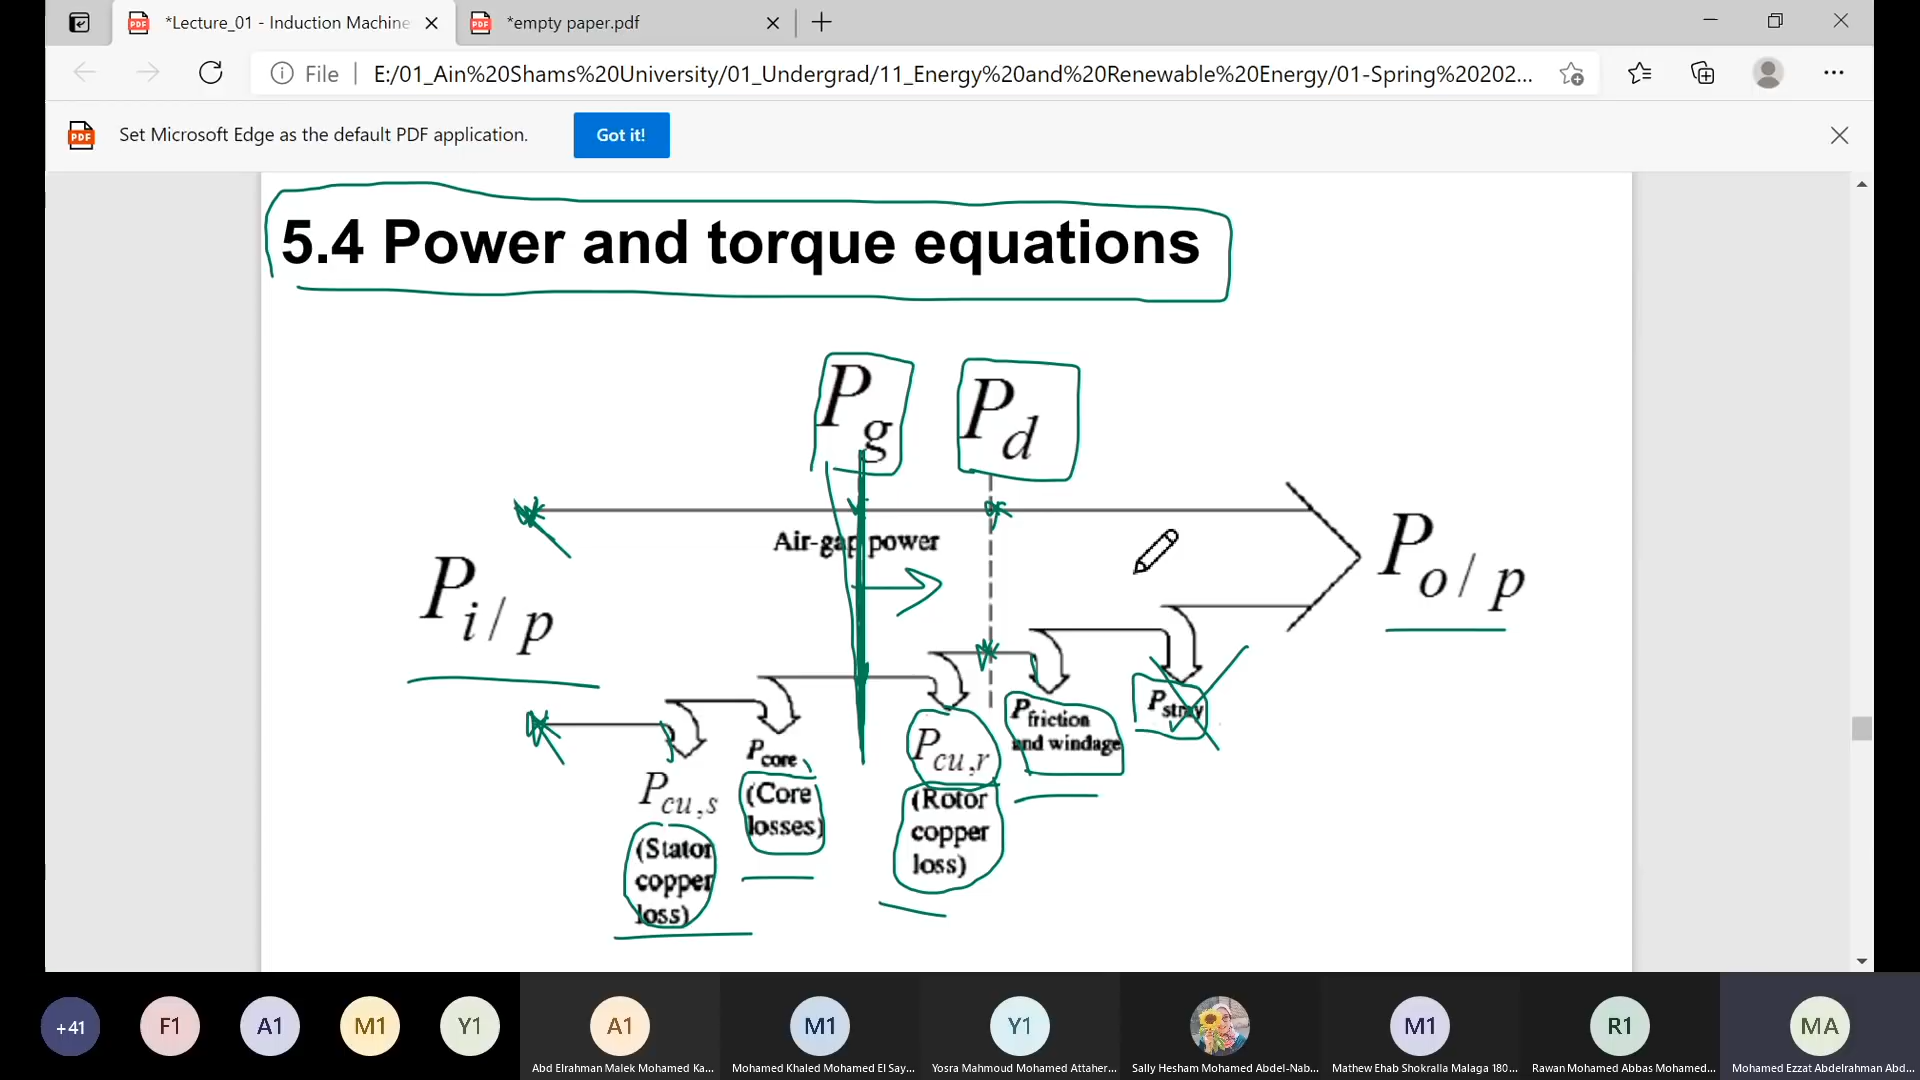 *Lecture_01 - Induction Machine
*empty paper.pdf
File
E:/01_Ain%20Shams%20University/01_Undergrad/11_Energy%20and%20Renewable%20Energy/01-Spring%20202...
Set Microsoft Edge as the default PDF application.
Got it!
5.4 Power and torque equations
Pg
Pd
Air-gap power
Pi/p
Po/p
Pcu,s
(Stator
copper
loss)
Pcore
(Core
losses)
Pcu,r
(Rotor
copper
loss)
Pfriction
and windage
Pstray
+41
F1
A1
M1
Y1
A1
M1
Y1
M1
R1
MA
Abd Elrahman Malek Mohamed Ka...
Mohamed Khaled Mohamed El Say...
Yosra Mahmoud Mohamed Attaher...
Sally Hesham Mohamed Abdel-Nab...
Mathew Ehab Shokralla Malaga 180...
Rawan Mohamed Abbas Mohamed...
Mohamed Ezzat Abdelrahman Abd...